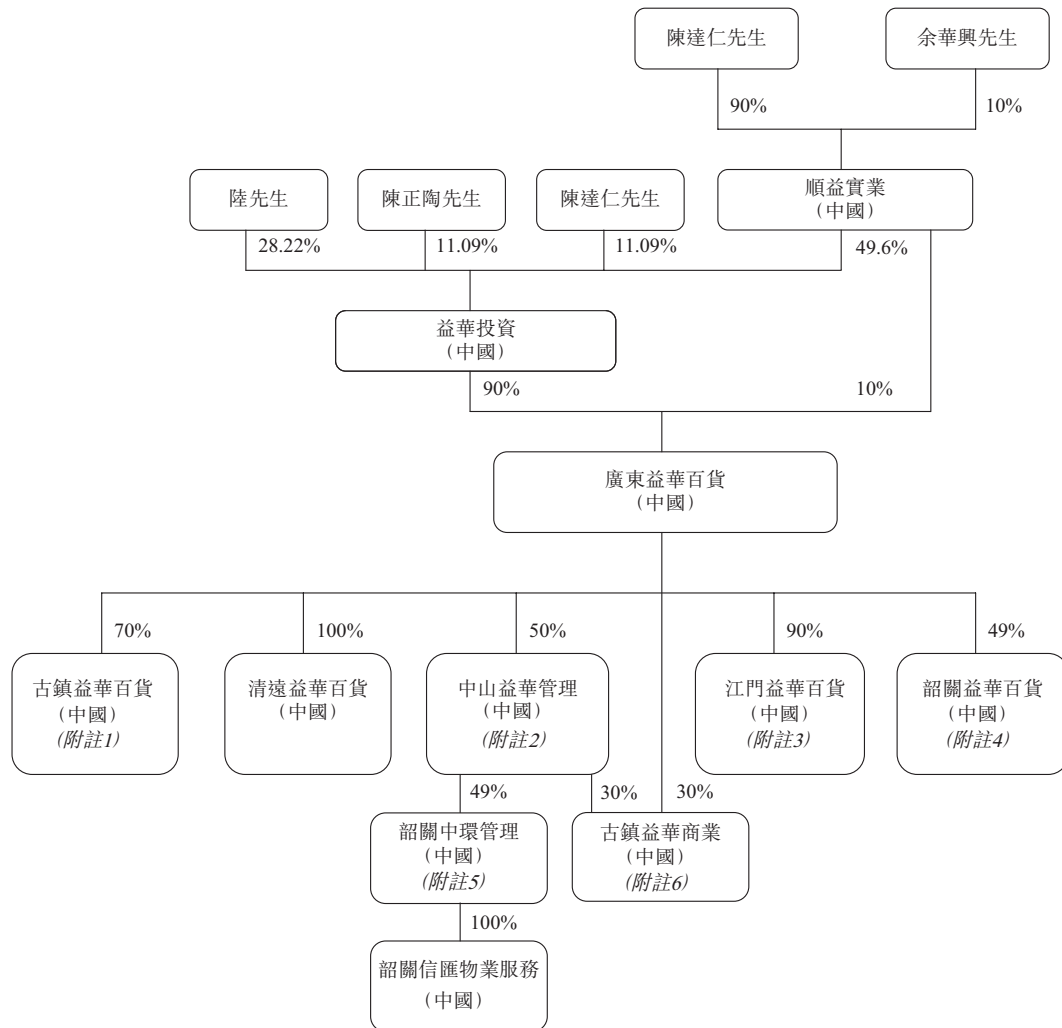 陳達仁先生
余華興先生
90%
10%
陸先生
陳正陶先生
陳達仁先生
順益實業
（中國）
28.22%
11.09%
11.09%
49.6%
益華投資
（中國）
90%
10%
廣東益華百貨
（中國）
70%
100%
50%
90%
49%
古鎮益華百貨
（中國）
(附註1)
清遠益華百貨
（中國）
中山益華管理
（中國）
(附註2)
江門益華百貨
（中國）
(附註3)
韶關益華百貨
（中國）
(附註4)
49%
30%
30%
韶關中環管理
（中國）
(附註5)
古鎮益華商業
（中國）
(附註6)
100%
韶關信匯物業服務
（中國）